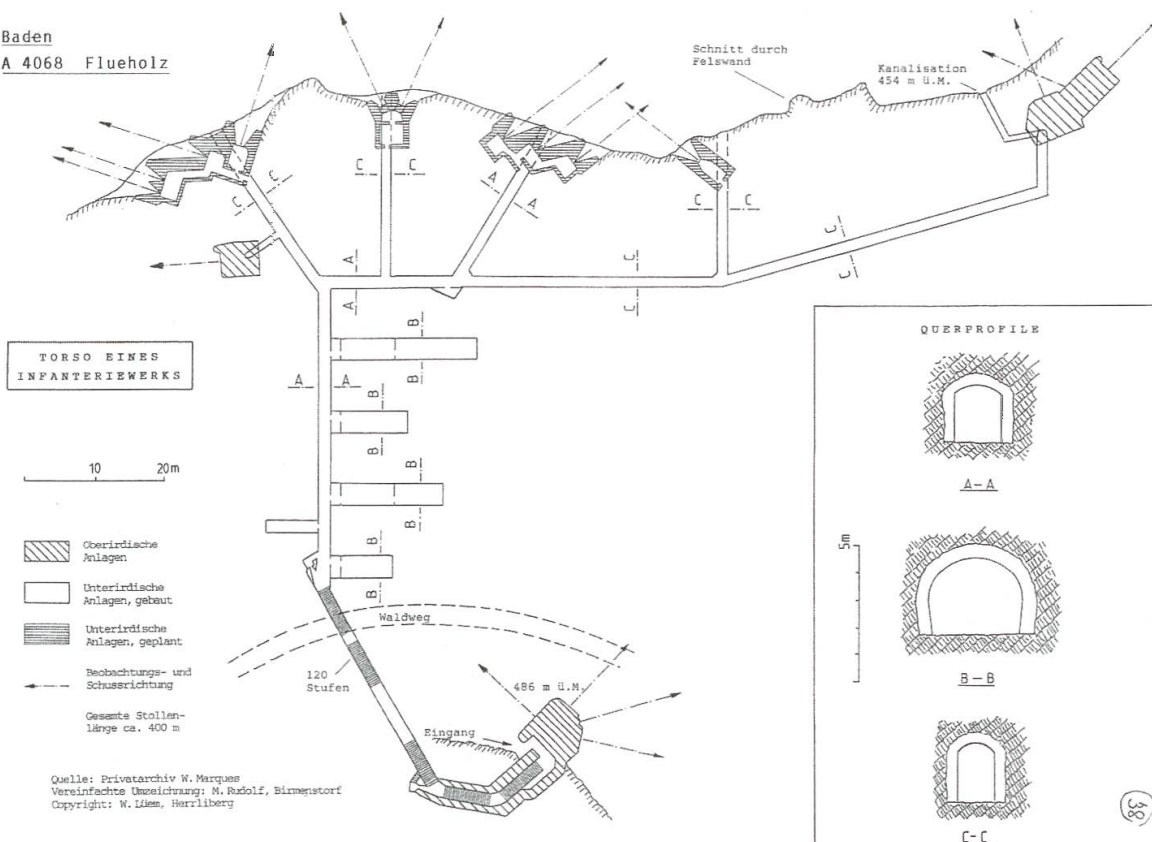 Baden
A 4068 Flueholz
Schnitt durch
Felswand
Kanalisation
454 m ü.M.
C
C
C
C
C
C
A
A
C
C
A
A
C
C
C
C
TORSO EINES
INFANTERIEWERKS
A
A
B
B
B
B
B
B
B
B
10
20m
Oberirdische
Anlagen
Unterirdische
Anlagen, gebaut
Unterirdische
Anlagen, geplant
Beobachtungs- und
Schussrichtung
Gesamte Stollen-
länge ca. 400 m
Waldweg
120
Stufen
486 m ü.M.
Eingang
Quelle: Privatarchiv W. Marques
Vereinfachte Umzeichnung: M. Rudolf, Birmenstorf
Copyright: W. Lüem, Herrliberg
QUERPROFILE
A-A
5m
B-B
C-C
38